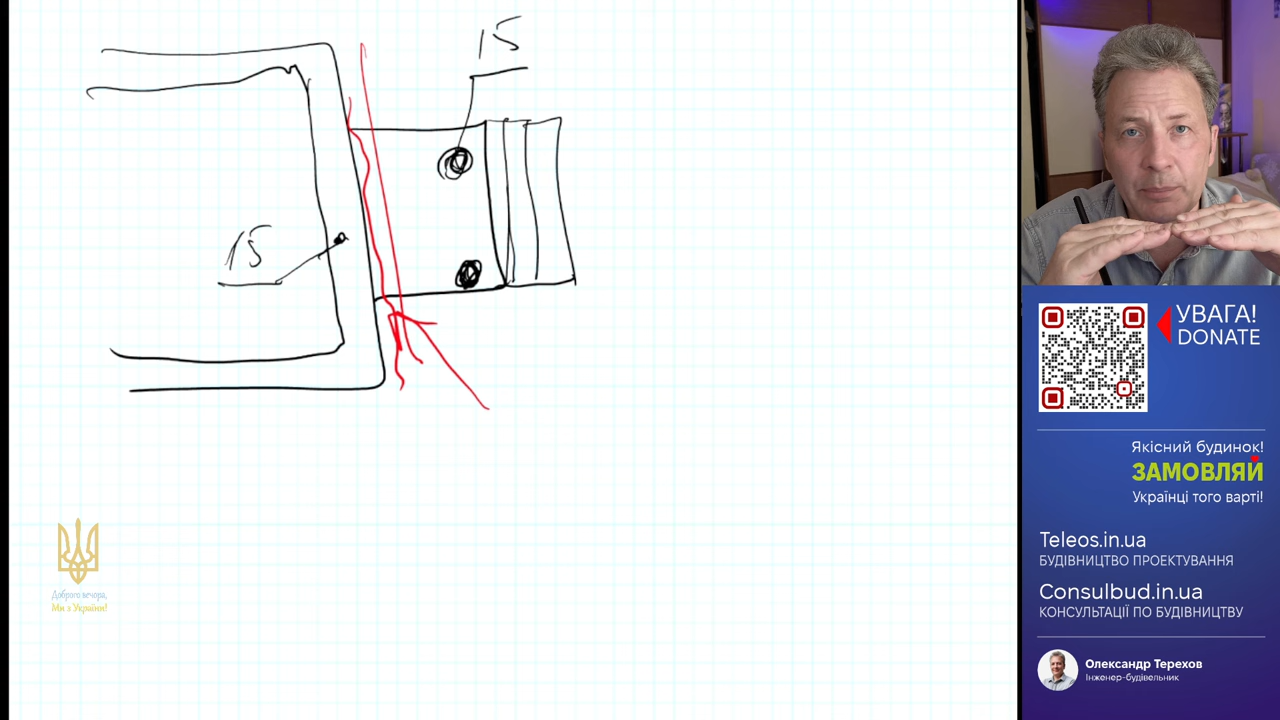 15
15
Доброго вечора,
Ми з України!
УВАГА!
DONATE
Якісний будинок!
ЗАМОВЛЯЙ
Українці того варті!
Teleos.in.ua
БУДІВНИЦТВО ПРОЕКТУВАННЯ
Consulbud.in.ua
КОНСУЛЬТАЦІЇ ПО БУДІВНИЦТВУ
Олександр Терехов
Інженер-будівельник